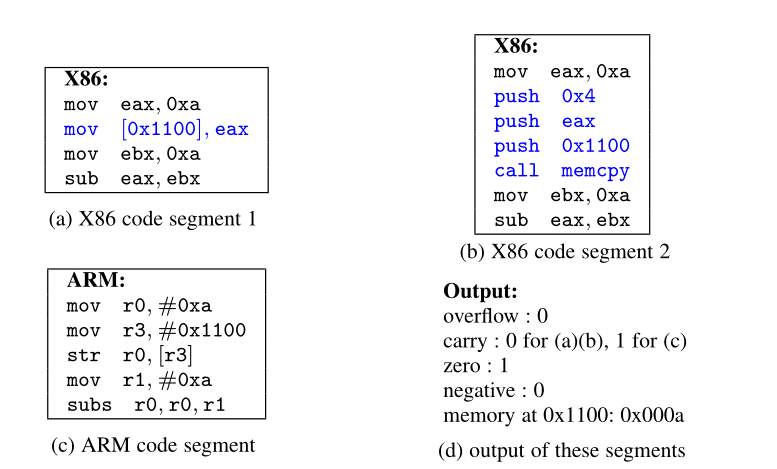 X86:
mov eax, 0xa
mov [0x1100], eax
mov ebx, 0xa
sub eax, ebx
(a) X86 code segment 1
X86:
mov eax, 0xa
push 0x4
push eax
push 0x1100
call memcpy
mov ebx, 0xa
sub eax, ebx
(b) X86 code segment 2
ARM:
mov r0, #0xa
mov r3, #0x1100
str r0, [r3]
mov r1, #0xa
subs r0, r0, r1
(c) ARM code segment
Output:
overflow : 0
carry : 0 for (a)(b), 1 for (c)
zero : 1
negative : 0
memory at 0x1100: 0x000a
(d) output of these segments